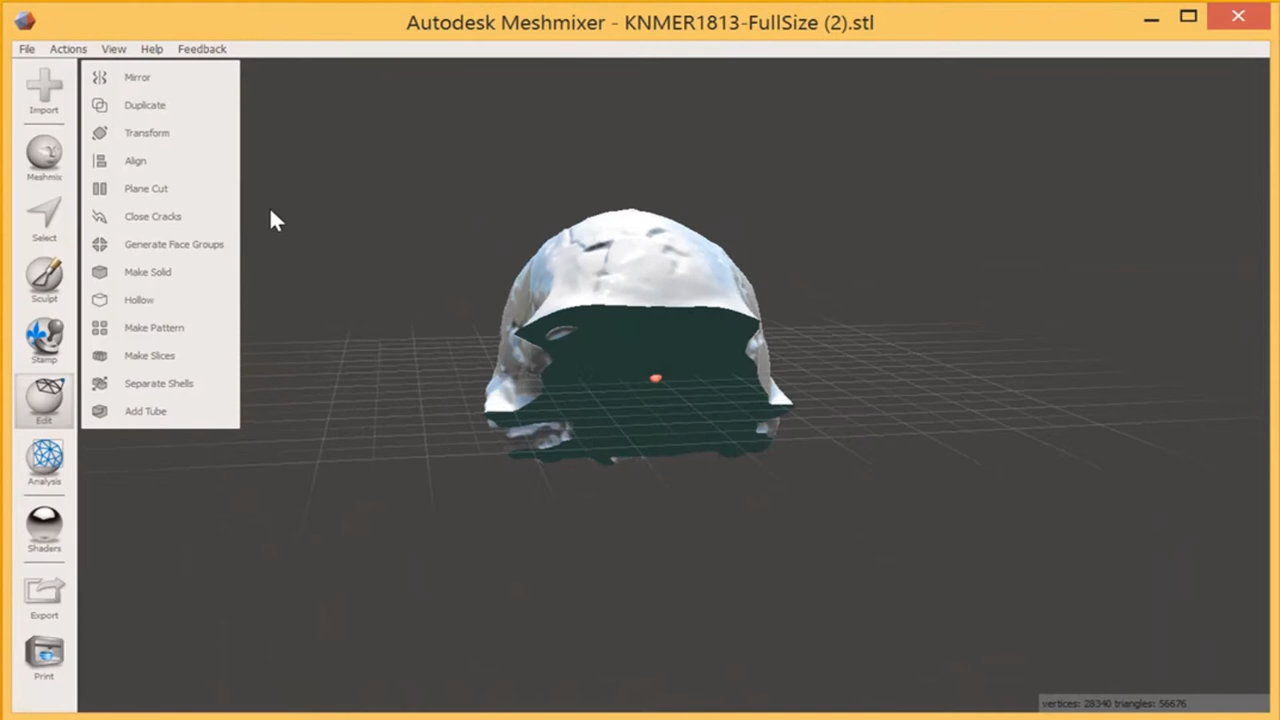 Autodesk Meshmixer - KNMER1813-FullSize (2).stl
File Actions View Help Feedback
Import
Meshmix
Select
Sculpt
Stamp
Edit
Analysis
Shaders
Export
Print
Mirror
Duplicate
Transform
Align
Plane Cut
Close Cracks
Generate Face Groups
Make Solid
Hollow
Make Pattern
Make Slices
Separate Shells
Add Tube
vertices: 28340 triangles: 56676